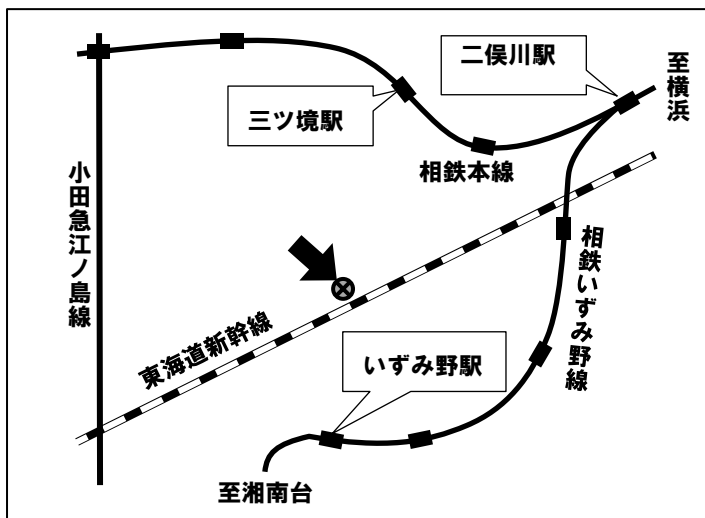 二俣川駅
至横浜
三ツ境駅
相鉄本線
小田急江ノ島線
相鉄いずみ野線
東海道新幹線
いずみ野駅
至湘南台